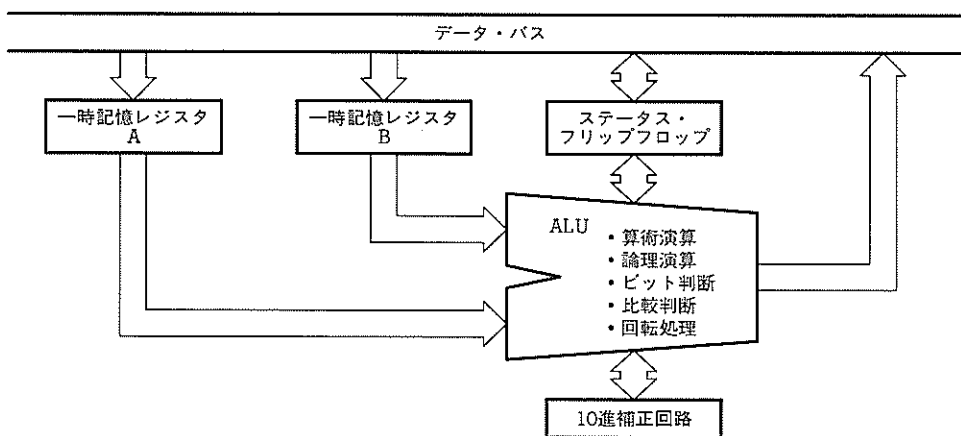 データ・バス
一時記憶レジスタ
A
一時記憶レジスタ
B
ステータス・
フリップフロップ
ALU
・算術演算
・論理演算
・ビット判断
・比較判断
・回転処理
10進補正回路